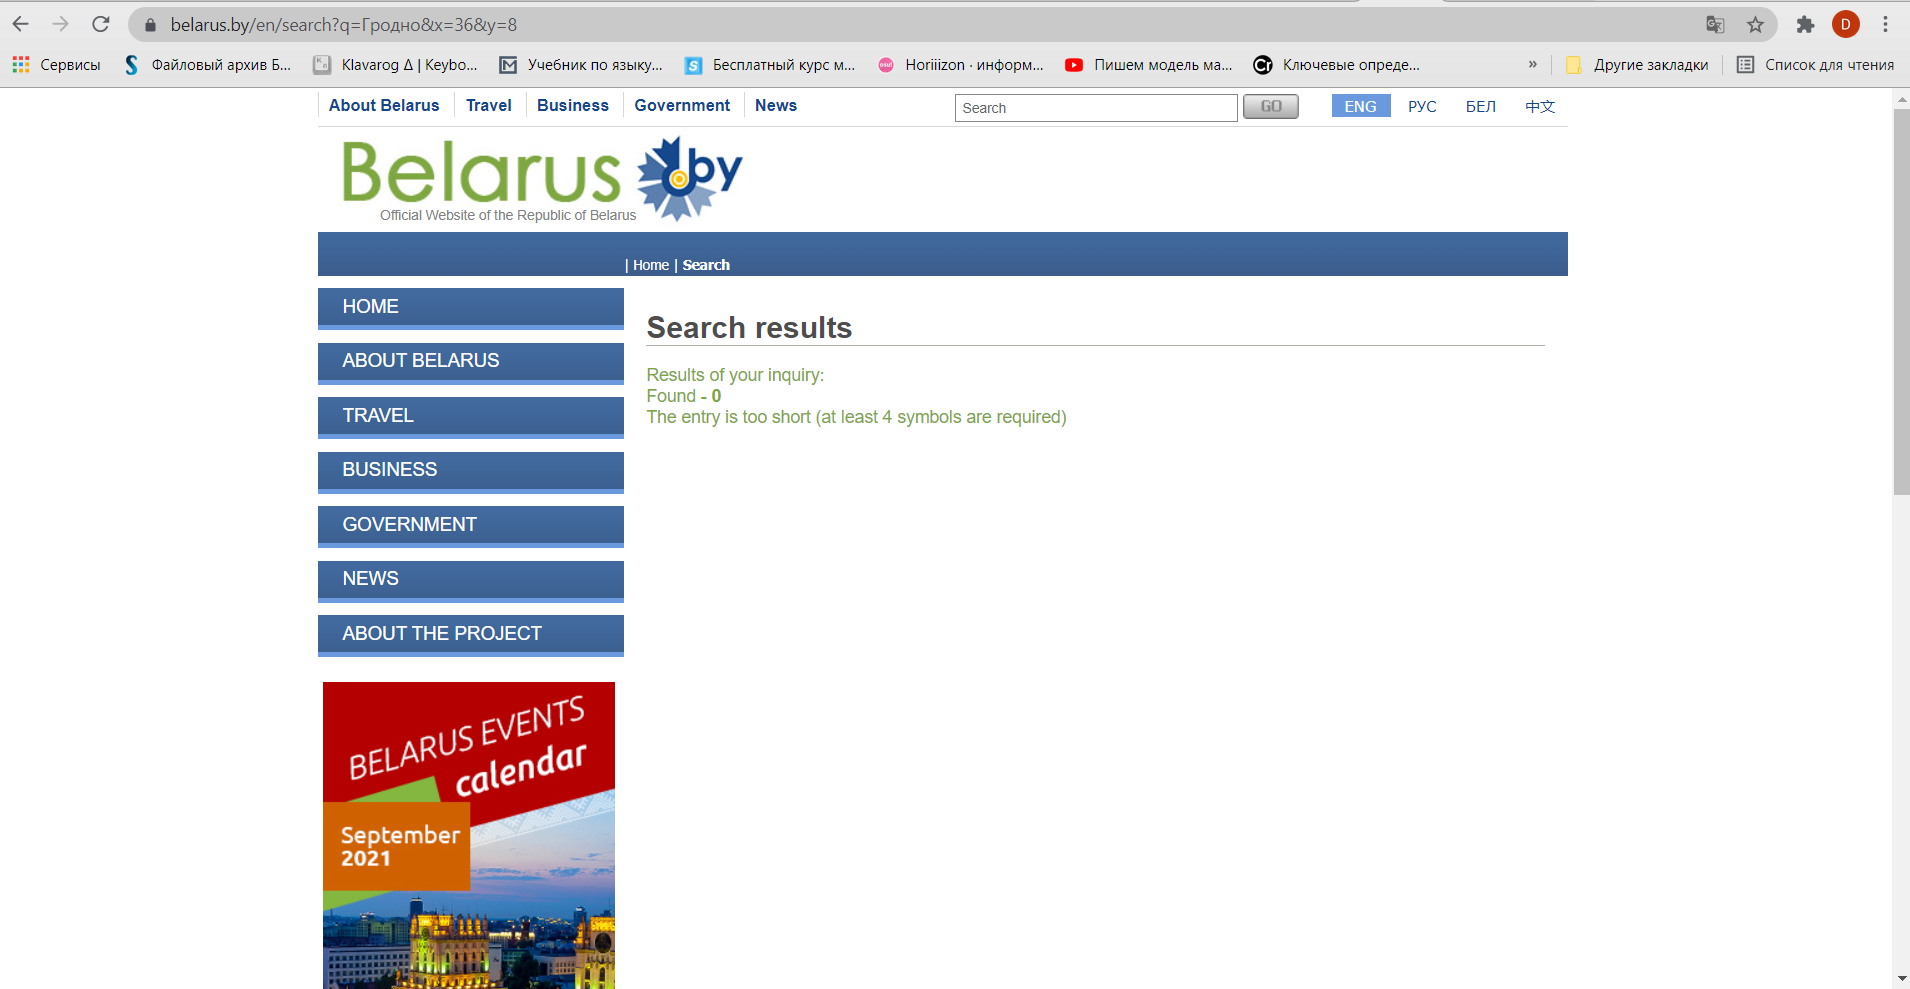 belarus.by/en/search?q=Гродно&x=36&y=8
D
Сервисы
Файловый архив Б...
Klavarog Δ | Keybo...
Учебник по языку...
Бесплатный курс м...
Horiiizon · информ...
Пишем модель ма...
Ключевые опреде...
»
Другие закладки
Список для чтения
About Belarus
Travel
Business
Government
News
Search
GO
ENG
РУС
БЕЛ
中文
Belarus by
Official Website of the Republic of Belarus
| Home | Search
HOME
ABOUT BELARUS
TRAVEL
BUSINESS
GOVERNMENT
NEWS
ABOUT THE PROJECT
Search results
Results of your inquiry:
Found - 0
The entry is too short (at least 4 symbols are required)
BELARUS EVENTS
calendar
September
2021